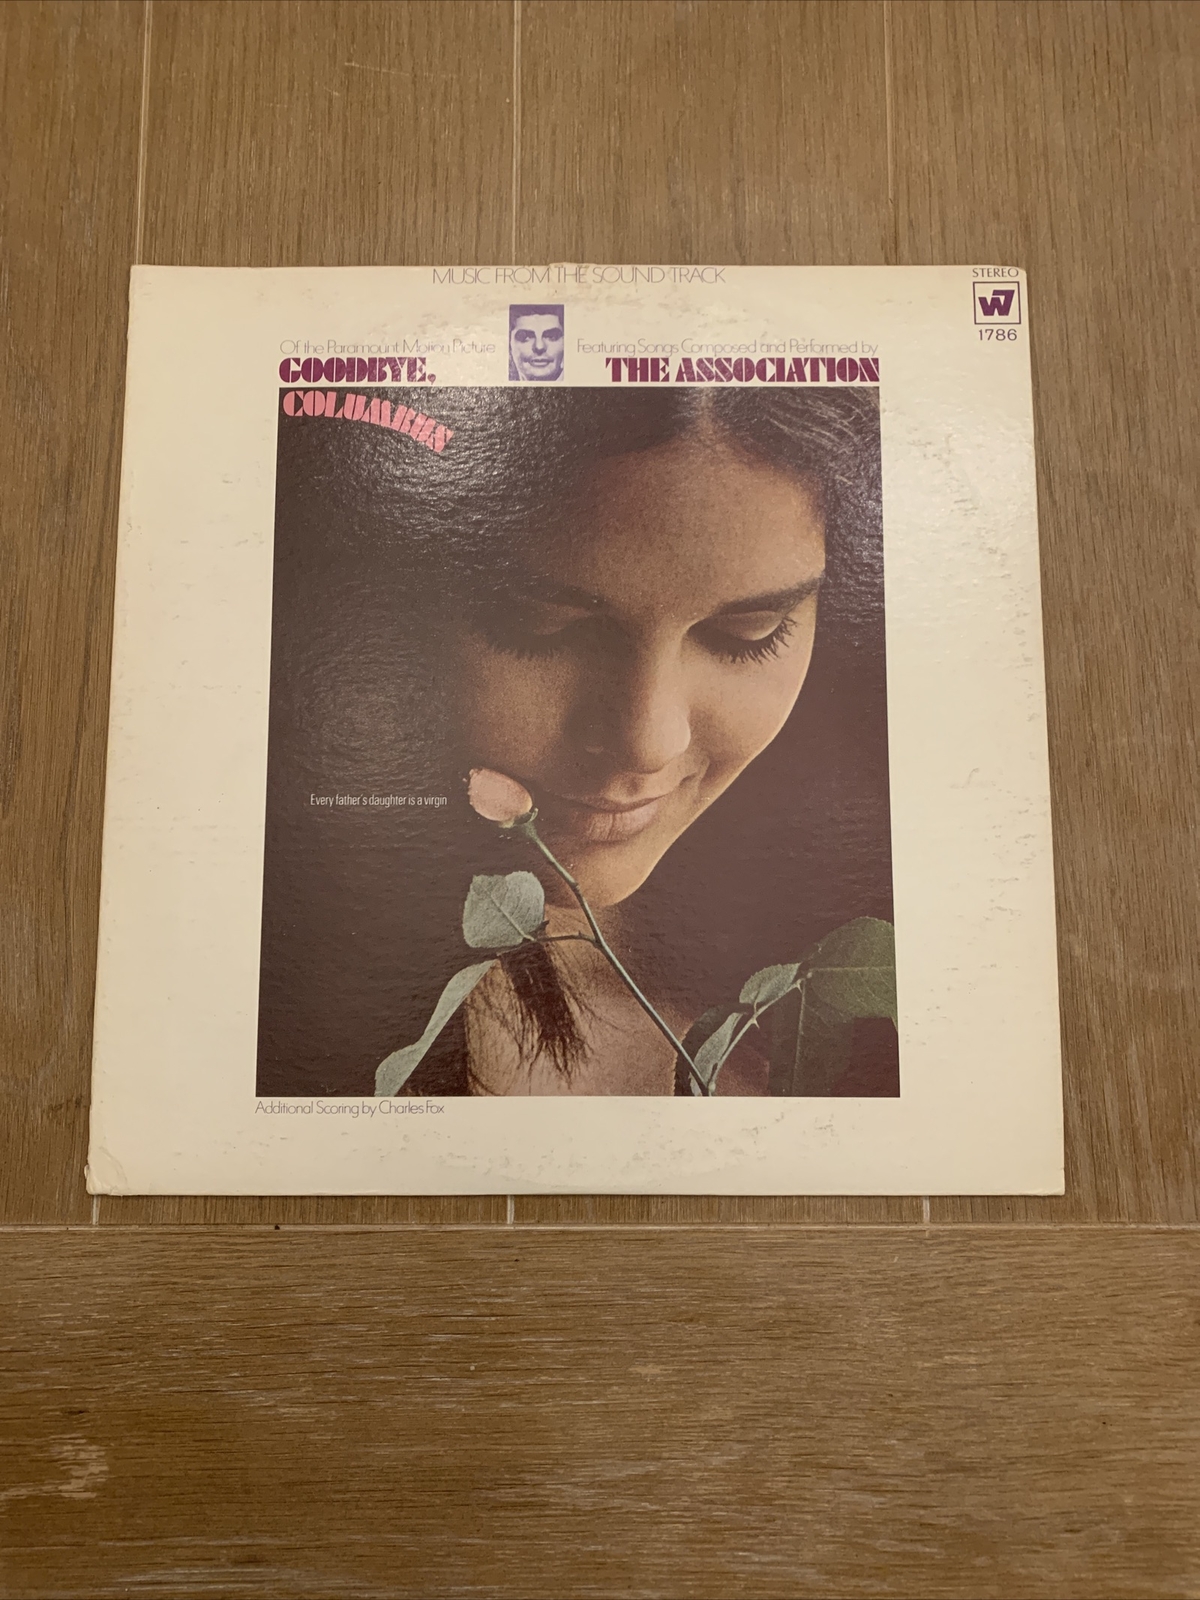 MUSIC FROM THE SOUND TRACK
STEREO
W7
1786
Of the Paramount Motion Picture
GOODBYE,
COLUMBUS
Featuring Songs Composed and Performed by
THE ASSOCIATION
Every father's daughter is a virgin
Additional Scoring by Charles Fox